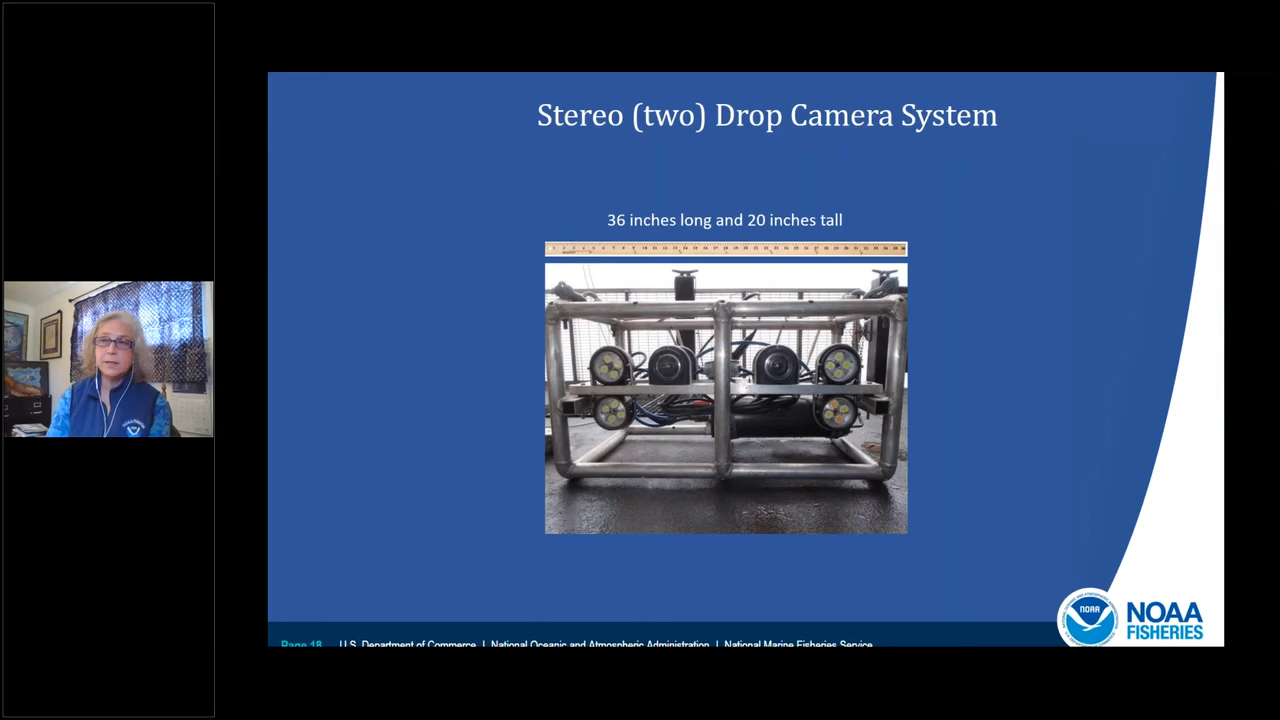 Stereo (two) Drop Camera System
36 inches long and 20 inches tall
NOAA
NOAA
FISHERIES
Page 18 U.S. Department of Commerce | National Oceanic and Atmospheric Administration | National Marine Fisheries Service